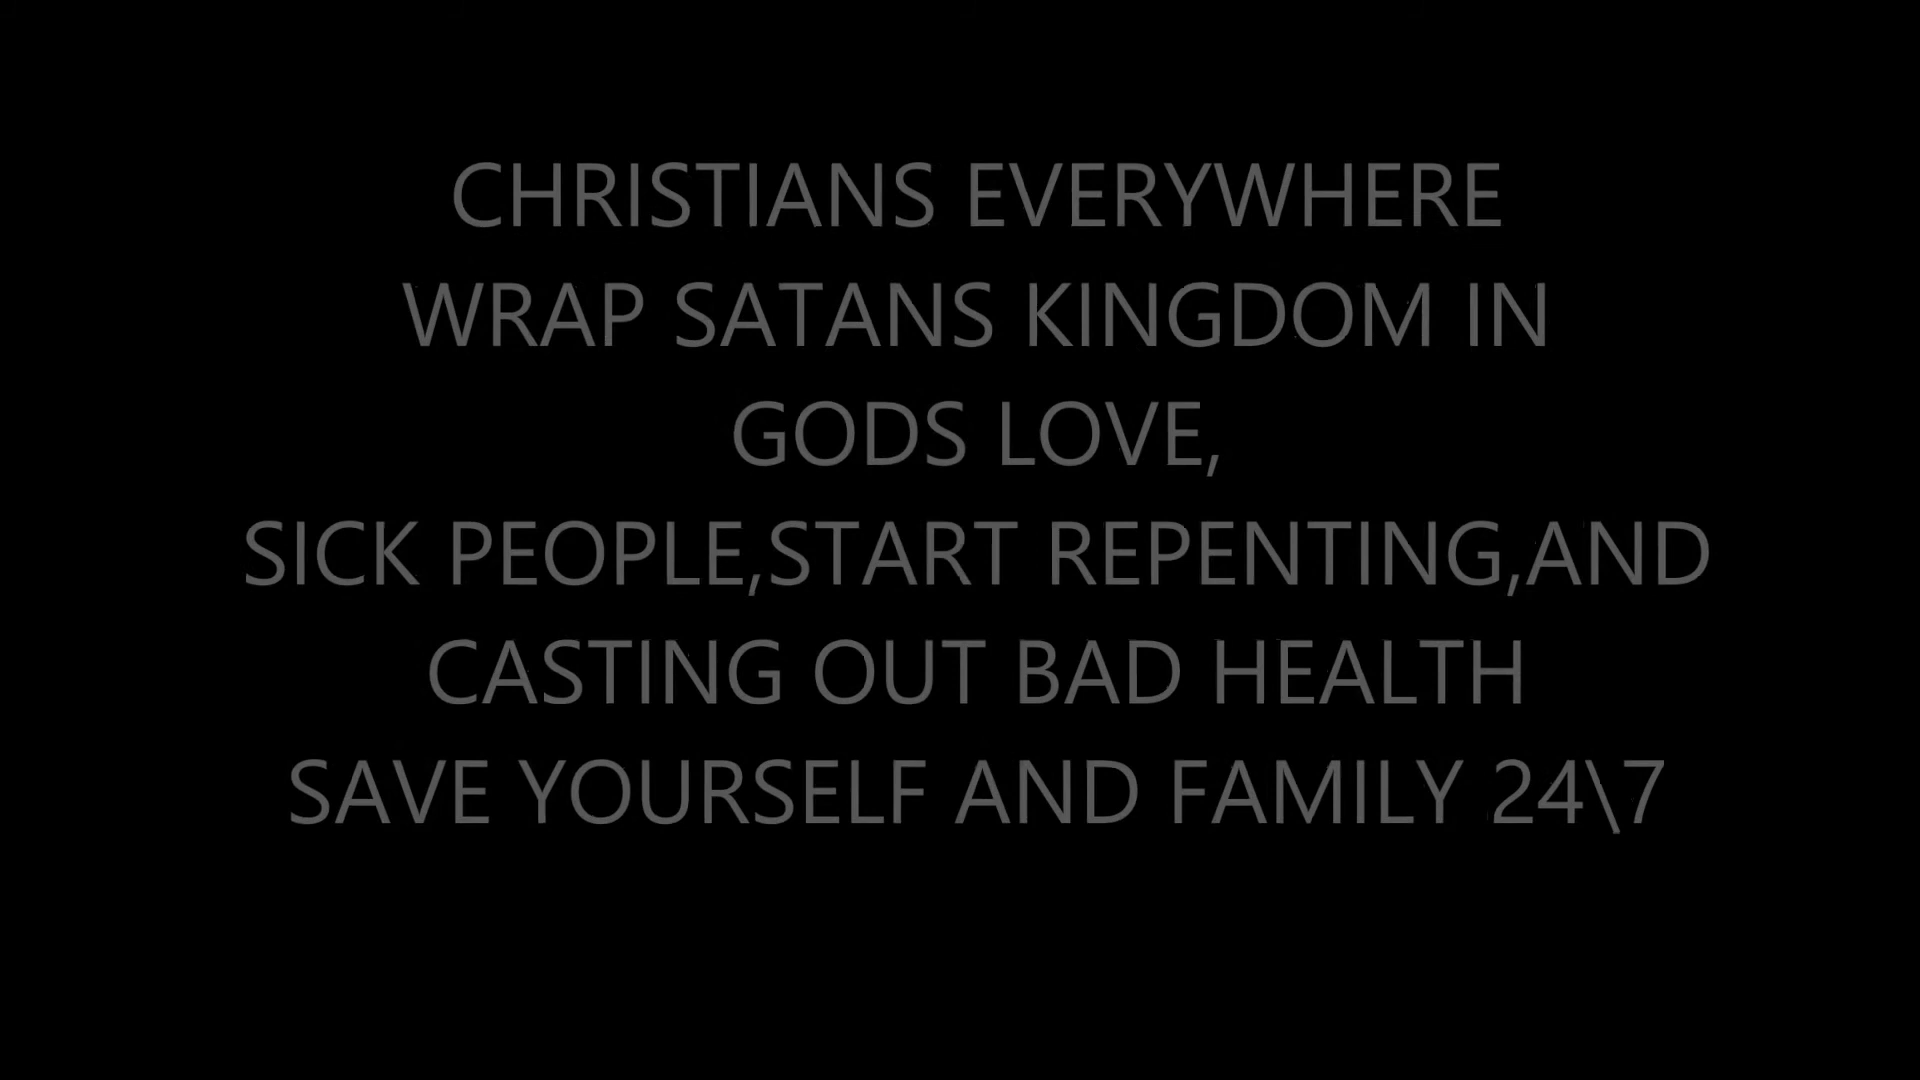 CHRISTIANS EVERYWHERE
WRAP SATANS KINGDOM IN
GODS LOVE,
SICK PEOPLE,START REPENTING,AND
CASTING OUT BAD HEALTH
SAVE YOURSELF AND FAMILY 24\7